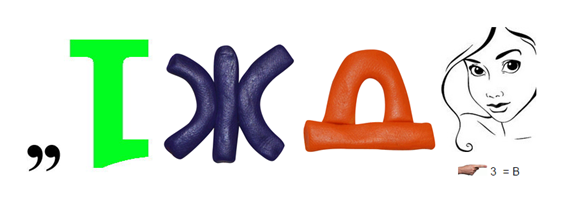 ,, Ж Д
3 = В